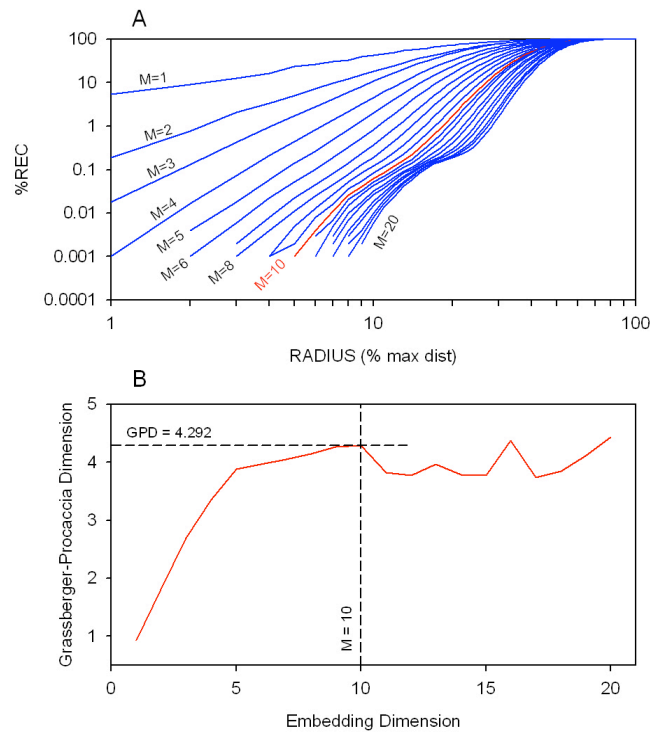 A
100
100
10
1
0.1
0.01
0.001
0.0001
%REC
M=1
M=2
M=3
M=4
M=5
M=6
M=8
M=10
M=20
1
10
100
RADIUS (% max dist)
B
5
4
3
2
1
Grassberger-Procaccia Dimension
GPD = 4.292
M = 10
0
5
10
15
20
Embedding Dimension